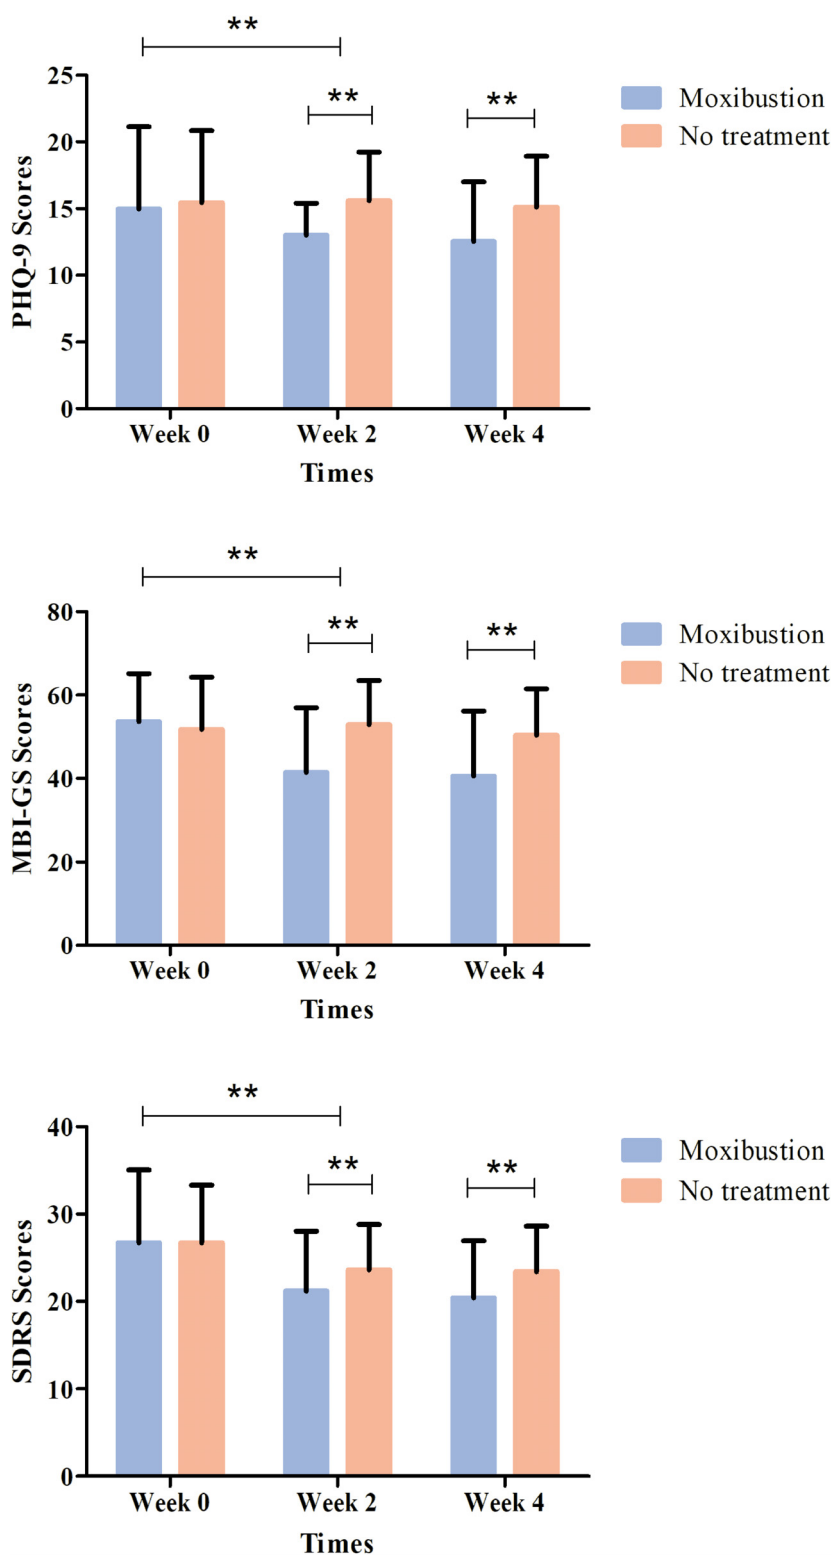 **
25
20
15
10
5
0
PHQ-9 Scores
**
**
Moxibustion
No treatment
Week 0
Week 2
Week 4
Times
**
80
60
40
20
0
MBI-GS Scores
**
**
Moxibustion
No treatment
Week 0
Week 2
Week 4
Times
**
40
30
20
10
0
SDRS Scores
**
**
Moxibustion
No treatment
Week 0
Week 2
Week 4
Times